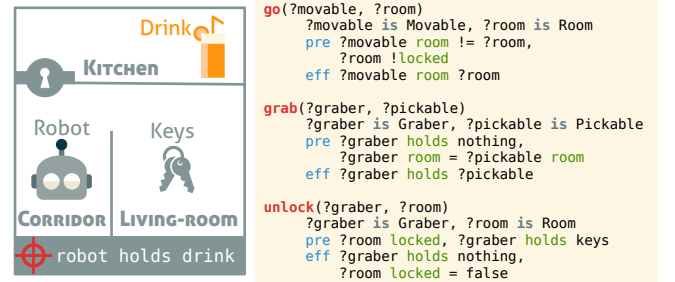 Drink
Kitchen
Robot
Keys
Corridor
Living-room
robot holds drink
go(?movable, ?room)
?movable is Movable, ?room is Room
pre ?movable room != ?room,
?room !locked
eff ?movable room ?room
grab(?graber, ?pickable)
?graber is Graber, ?pickable is Pickable
pre ?graber holds nothing,
?graber room = ?pickable room
eff ?graber holds ?pickable
unlock(?graber, ?room)
?graber is Graber, ?room is Room
pre ?room locked, ?graber holds keys
eff ?graber holds nothing,
?room locked = false